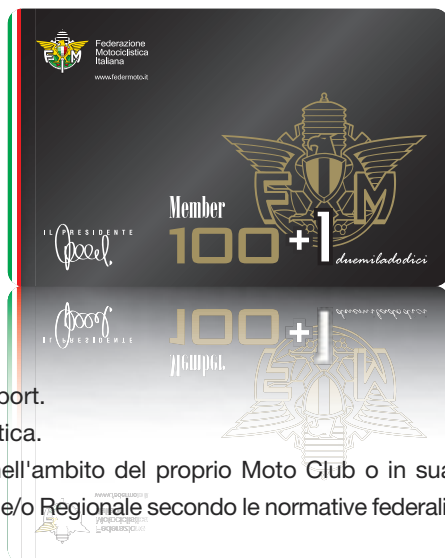 Federazione
Motociclistica
Italiana
www.federmoto.it
F M
Member
IL PRESIDENTE
100 +1
duemiladodici
port.
tica.
nell'ambito del proprio Moto Club o in sua
e/o Regionale secondo le normative federali